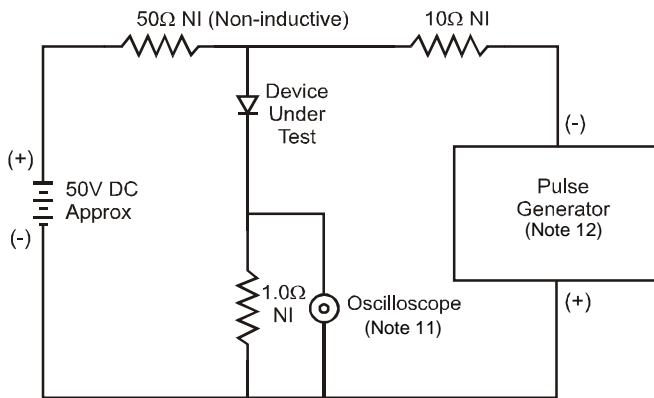 50Ω NI (Non-inductive)
10Ω NI
Device
Under
Test
(+)
50V DC
Approx
(-)
(-)
Pulse
Generator
(Note 12)
(+)
1.0Ω
NI
Oscilloscope
(Note 11)